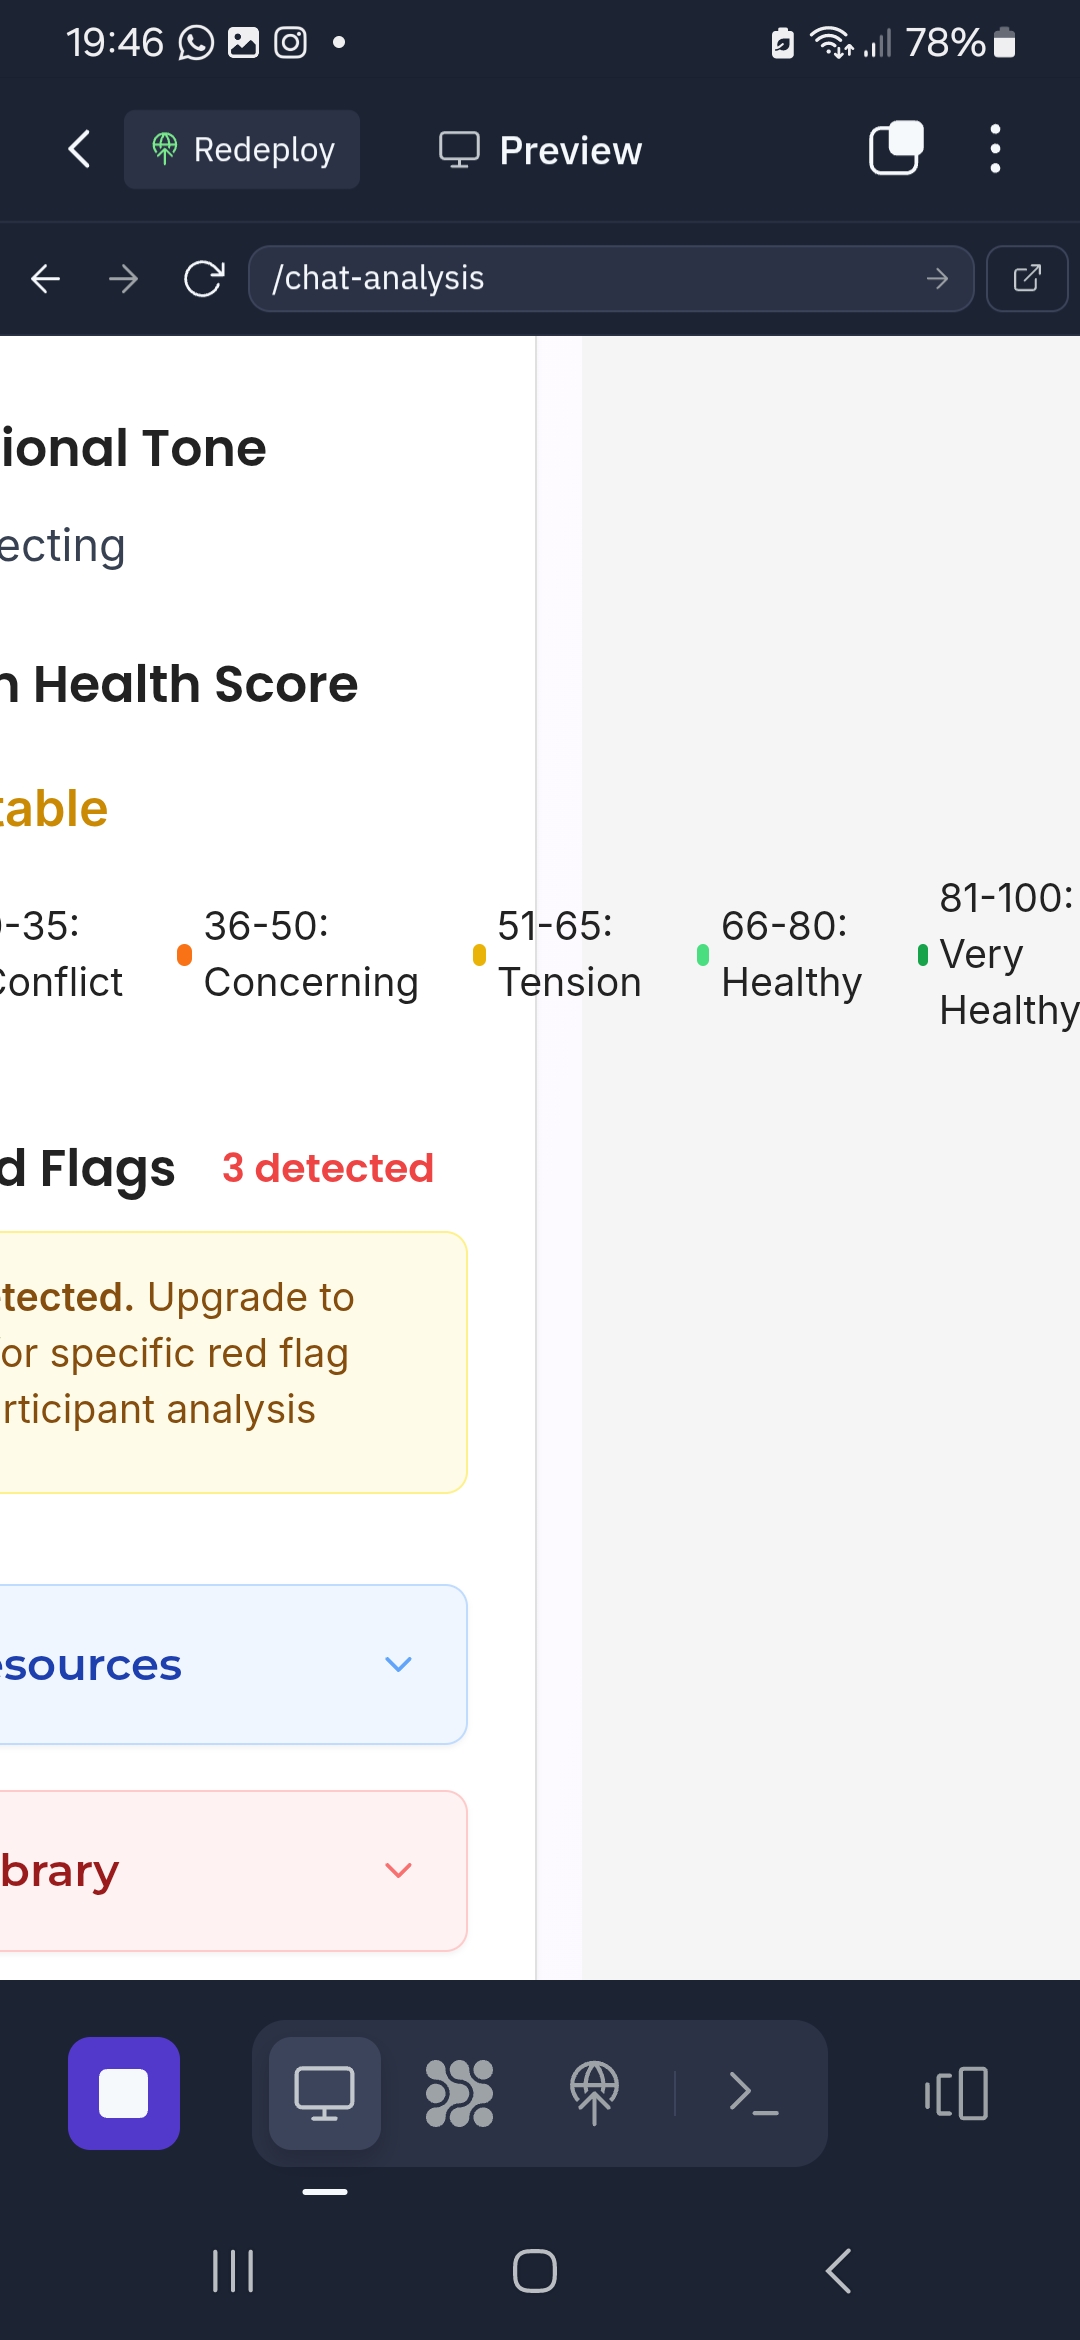 19:46
78%
Redeploy
Preview
/chat-analysis
ional Tone
ecting
n Health Score
table
-35:
Conflict
36-50:
Concerning
51-65:
Tension
66-80:
Healthy
81-100:
Very
Healthy
d Flags
3 detected
tected. Upgrade to
or specific red flag
rticipant analysis
esources
brary